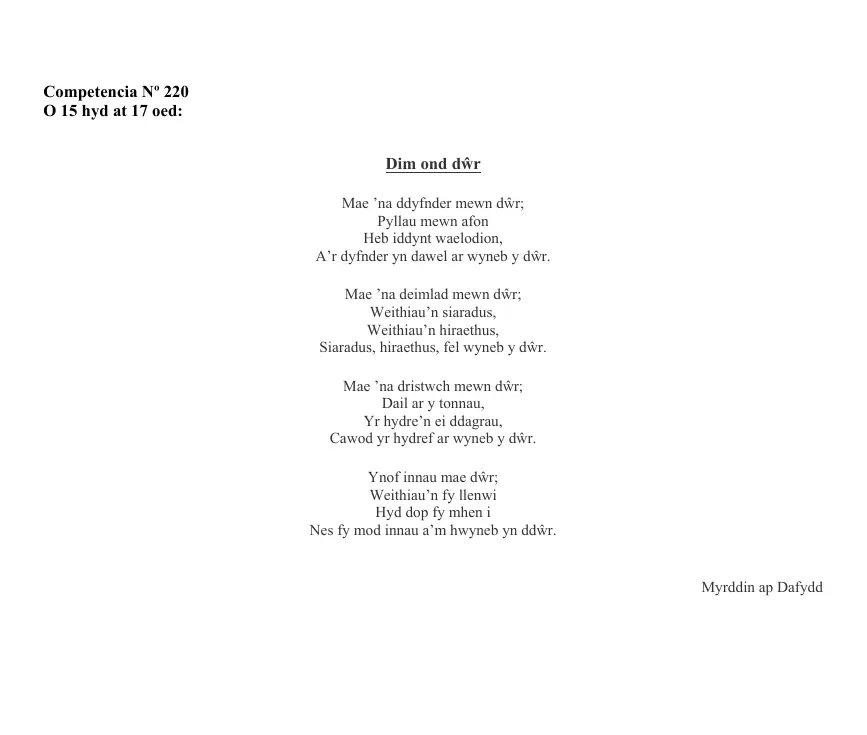 Competencia Nº 220
O 15 hyd at 17 oed:
Dim ond dŵr
Mae ’na ddyfnder mewn dŵr;
Pyllau mewn afon
Heb iddynt waelodion,
A’r dyfnder yn dawel ar wyneb y dŵr.
Mae ’na deimlad mewn dŵr;
Weithiau’n siaradus,
Weithiau’n hiraethus,
Siaradus, hiraethus, fel wyneb y dŵr.
Mae ’na dristwch mewn dŵr;
Dail ar y tonnau,
Yr hydre’n ei ddagrau,
Cawod yr hydref ar wyneb y dŵr.
Ynof innau mae dŵr;
Weithiau’n fy llenwi
Hyd dop fy mhen i
Nes fy mod innau a’m hwyneb yn ddŵr.
Myrddin ap Dafydd